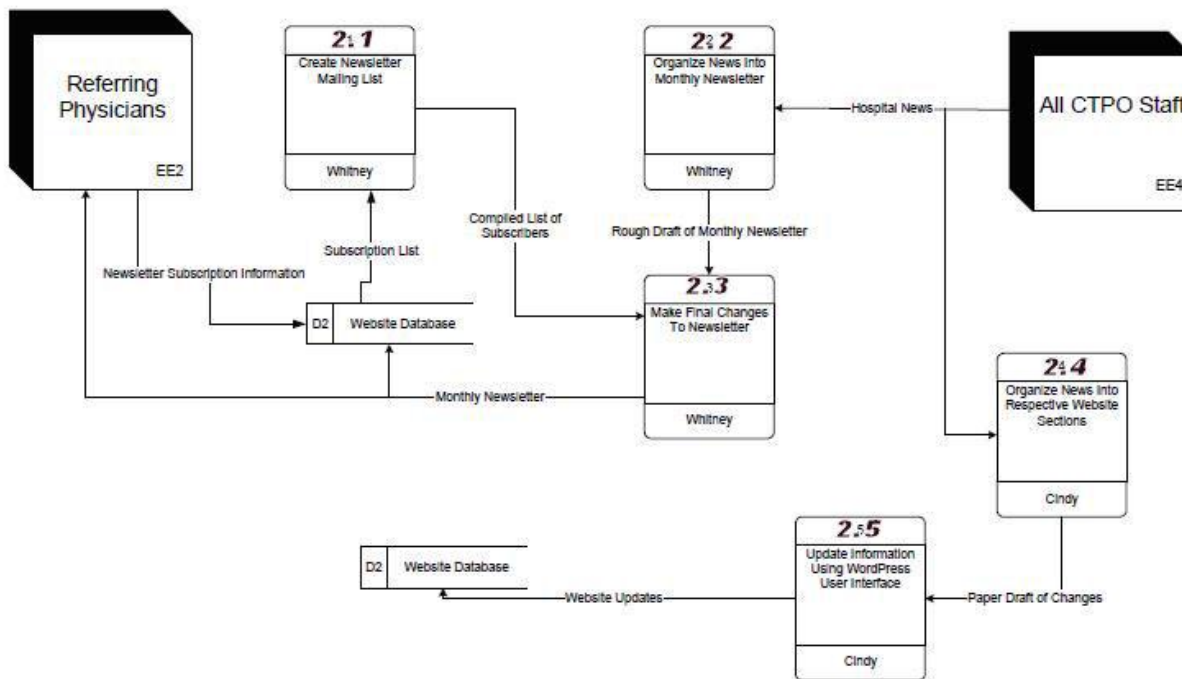 Referring
Physicians
EE2
2.1
Create Newsletter
Mailing List
Whitney
2.2
Organize News Into
Monthly Newsletter
Whitney
Hospital News
All CTPO Staff
EE4
Compiled List of
Subscribers
Rough Draft of Monthly Newsletter
Subscription List
Newsletter Subscription Information
D2
Website Database
2.3
Make Final Changes
To Newsletter
Whitney
Monthly Newsletter
2.4
Organize News Into
Respective Website
Sections
Cindy
2.5
Update Information
Using WordPress
User Interface
Cindy
D2
Website Database
Website Updates
Paper Draft of Changes